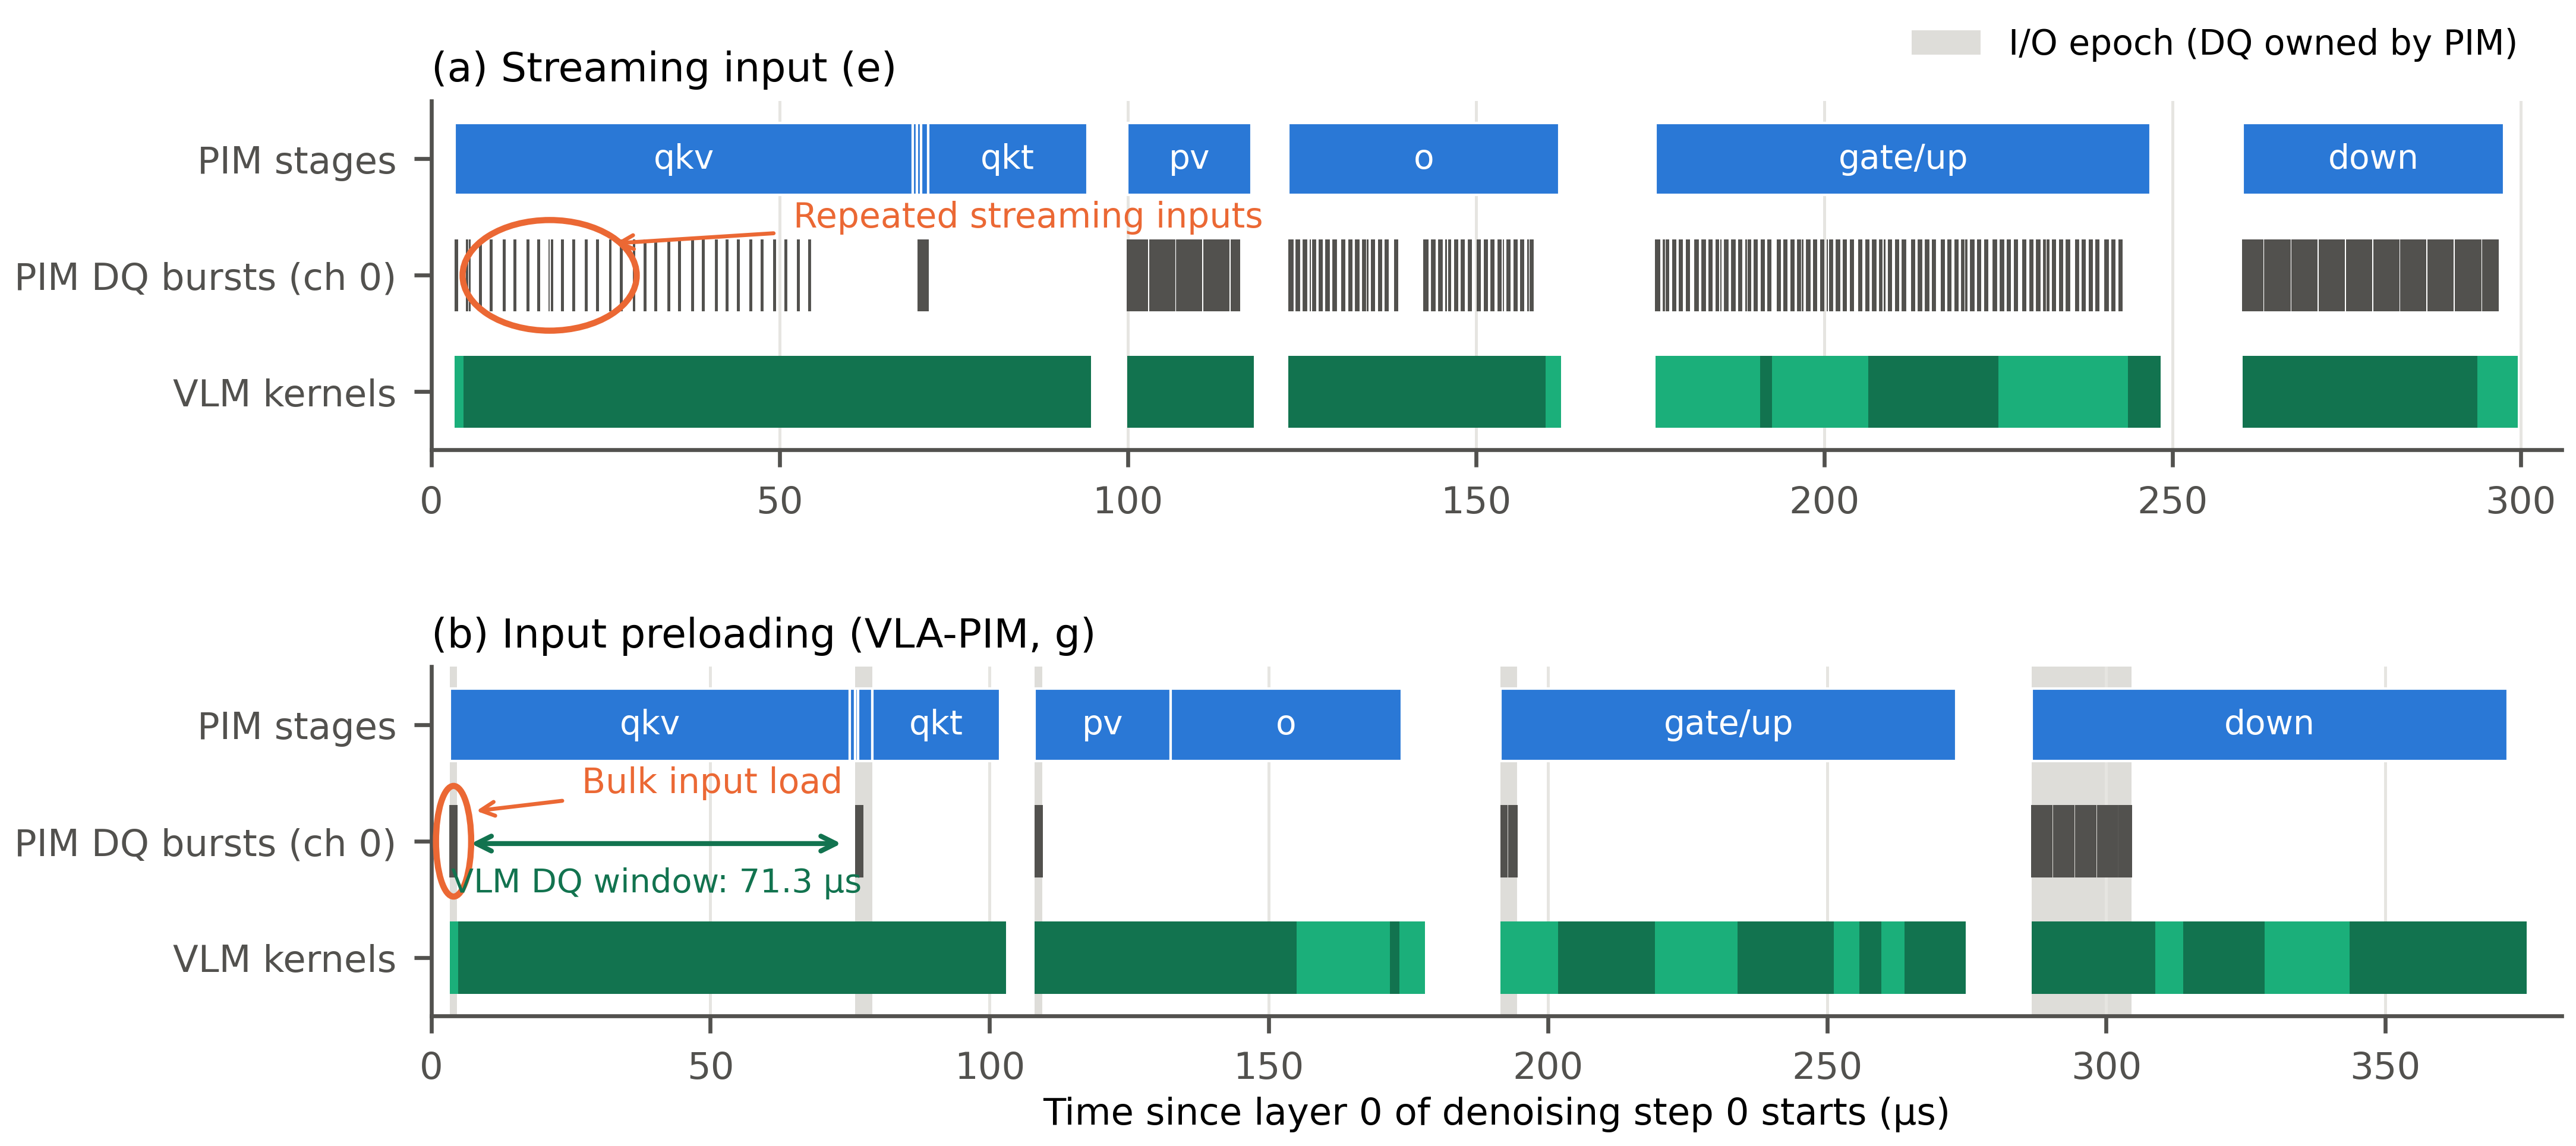 I/O epoch (DQ owned by PIM)
(a) Streaming input (e)
PIM stages
qkv
qkt
pv
o
gate/up
down
Repeated streaming inputs
PIM DQ bursts (ch 0)
VLM kernels
0 50 100 150 200 250 300
(b) Input preloading (VLA-PIM, g)
PIM stages
qkv
qkt
pv
o
gate/up
down
Bulk input load
PIM DQ bursts (ch 0)
VLM DQ window: 71.3 μs
VLM kernels
0 50 100 150 200 250 300 350
Time since layer 0 of denoising step 0 starts (μs)